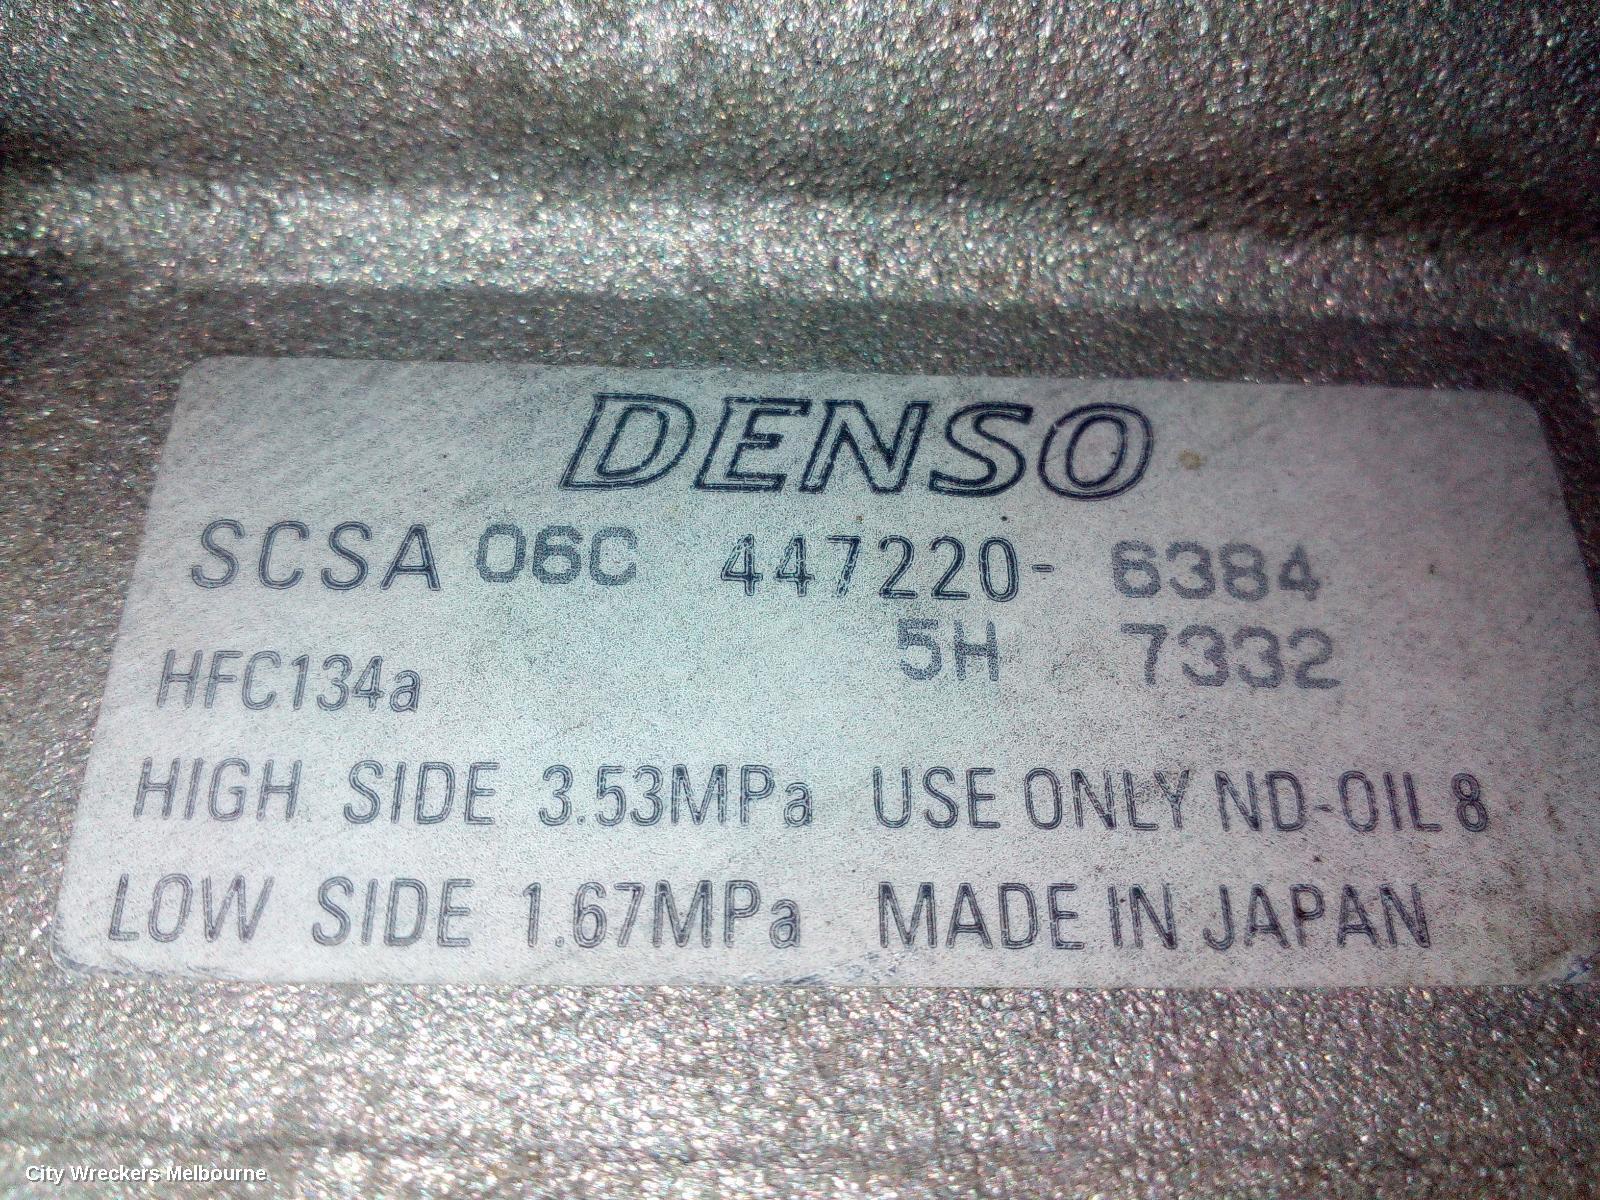 DENSO
SCSA 06C 447220- 6384
HFC134a 5H 7332
HIGH SIDE 3.53MPa USE ONLY ND-OIL 8
LOW SIDE 1.67MPa MADE IN JAPAN
City Wreckers Melbourne